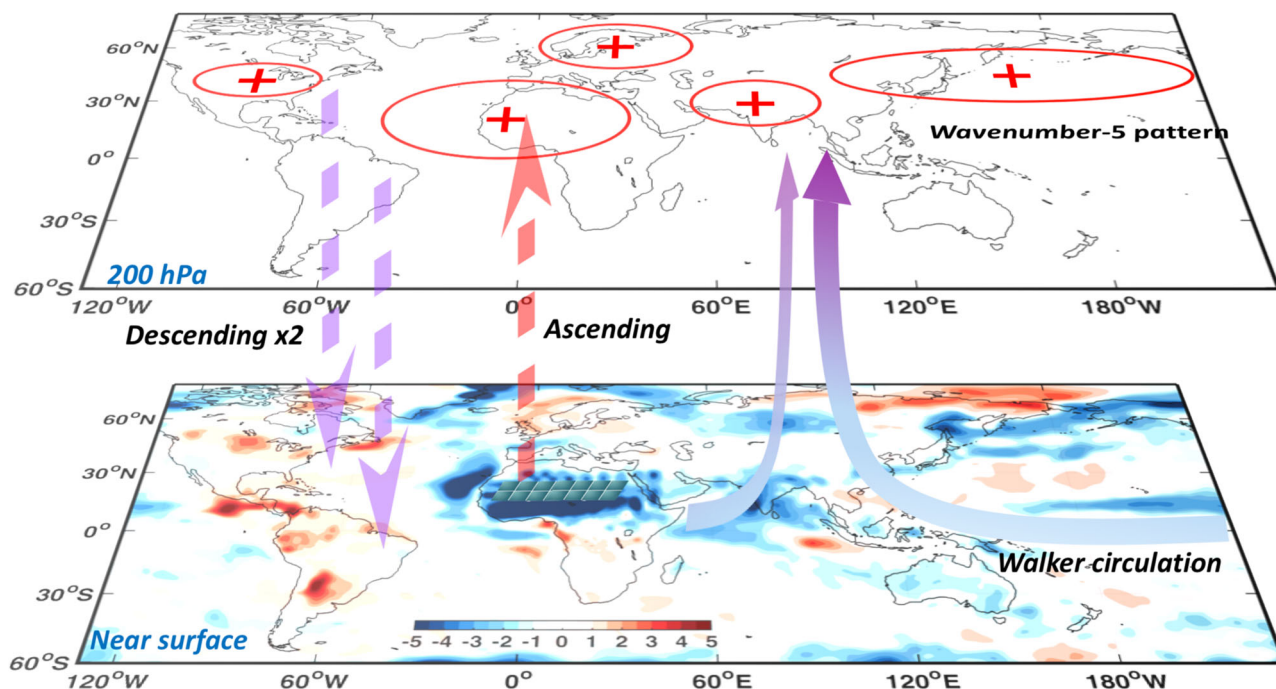 60°N
30°N
Wavenumber-5 pattern
0°
30°S
200 hPa
60°S
120°W
60°W
0°
60°E
120°E
180°W
Descending x2
Ascending
60°N
30°N
0°
Walker circulation
30°S
-5 -4 -3 -2 -1 0 1 2 3 4 5
Near surface
60°S
120°W
60°W
0°
60°E
120°E
180°W